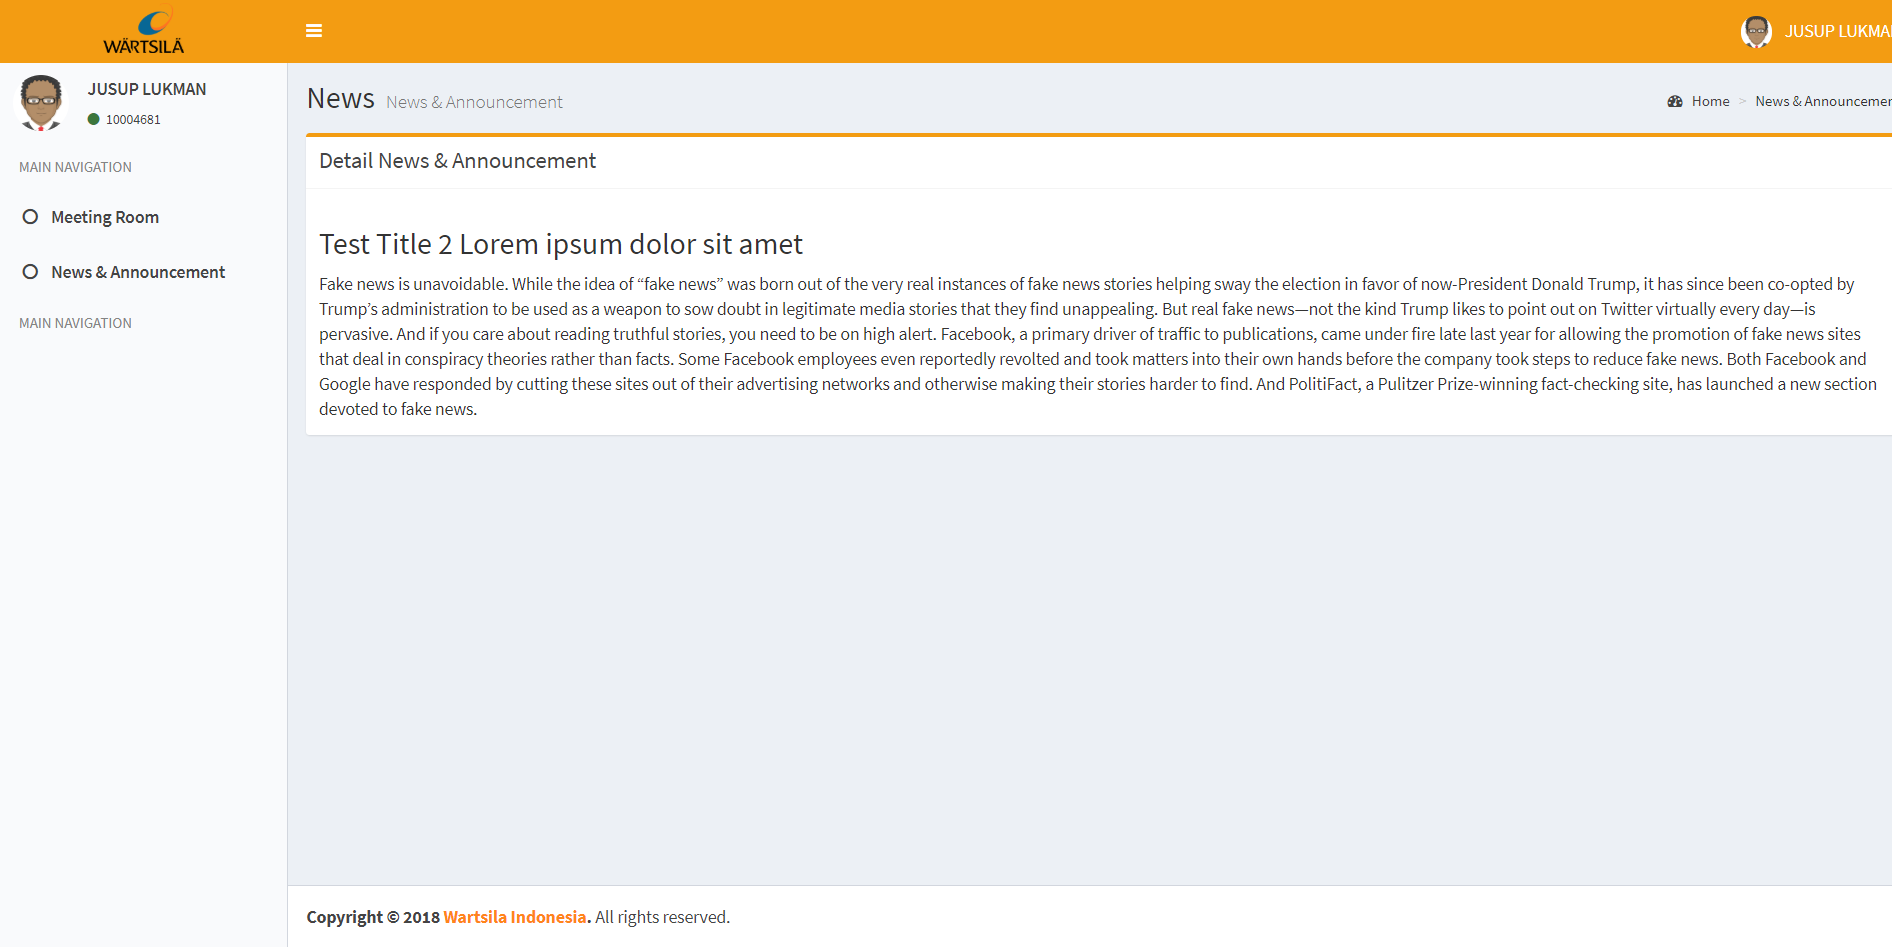 WÄRTSILÄ
JUSUP LUKMA
JUSUP LUKMAN
10004681
MAIN NAVIGATION
Meeting Room
News & Announcement
MAIN NAVIGATION
News News & Announcement
Home > News & Announcemen
Detail News & Announcement
Test Title 2 Lorem ipsum dolor sit amet
Fake news is unavoidable. While the idea of “fake news” was born out of the very real instances of fake news stories helping sway the election in favor of now-President Donald Trump, it has since been co-opted by
Trump’s administration to be used as a weapon to sow doubt in legitimate media stories that they find unappealing. But real fake news—not the kind Trump likes to point out on Twitter virtually every day—is
pervasive. And if you care about reading truthful stories, you need to be on high alert. Facebook, a primary driver of traffic to publications, came under fire late last year for allowing the promotion of fake news sites
that deal in conspiracy theories rather than facts. Some Facebook employees even reportedly revolted and took matters into their own hands before the company took steps to reduce fake news. Both Facebook and
Google have responded by cutting these sites out of their advertising networks and otherwise making their stories harder to find. And PolitiFact, a Pulitzer Prize-winning fact-checking site, has launched a new section
devoted to fake news.
Copyright © 2018 Wartsila Indonesia. All rights reserved.